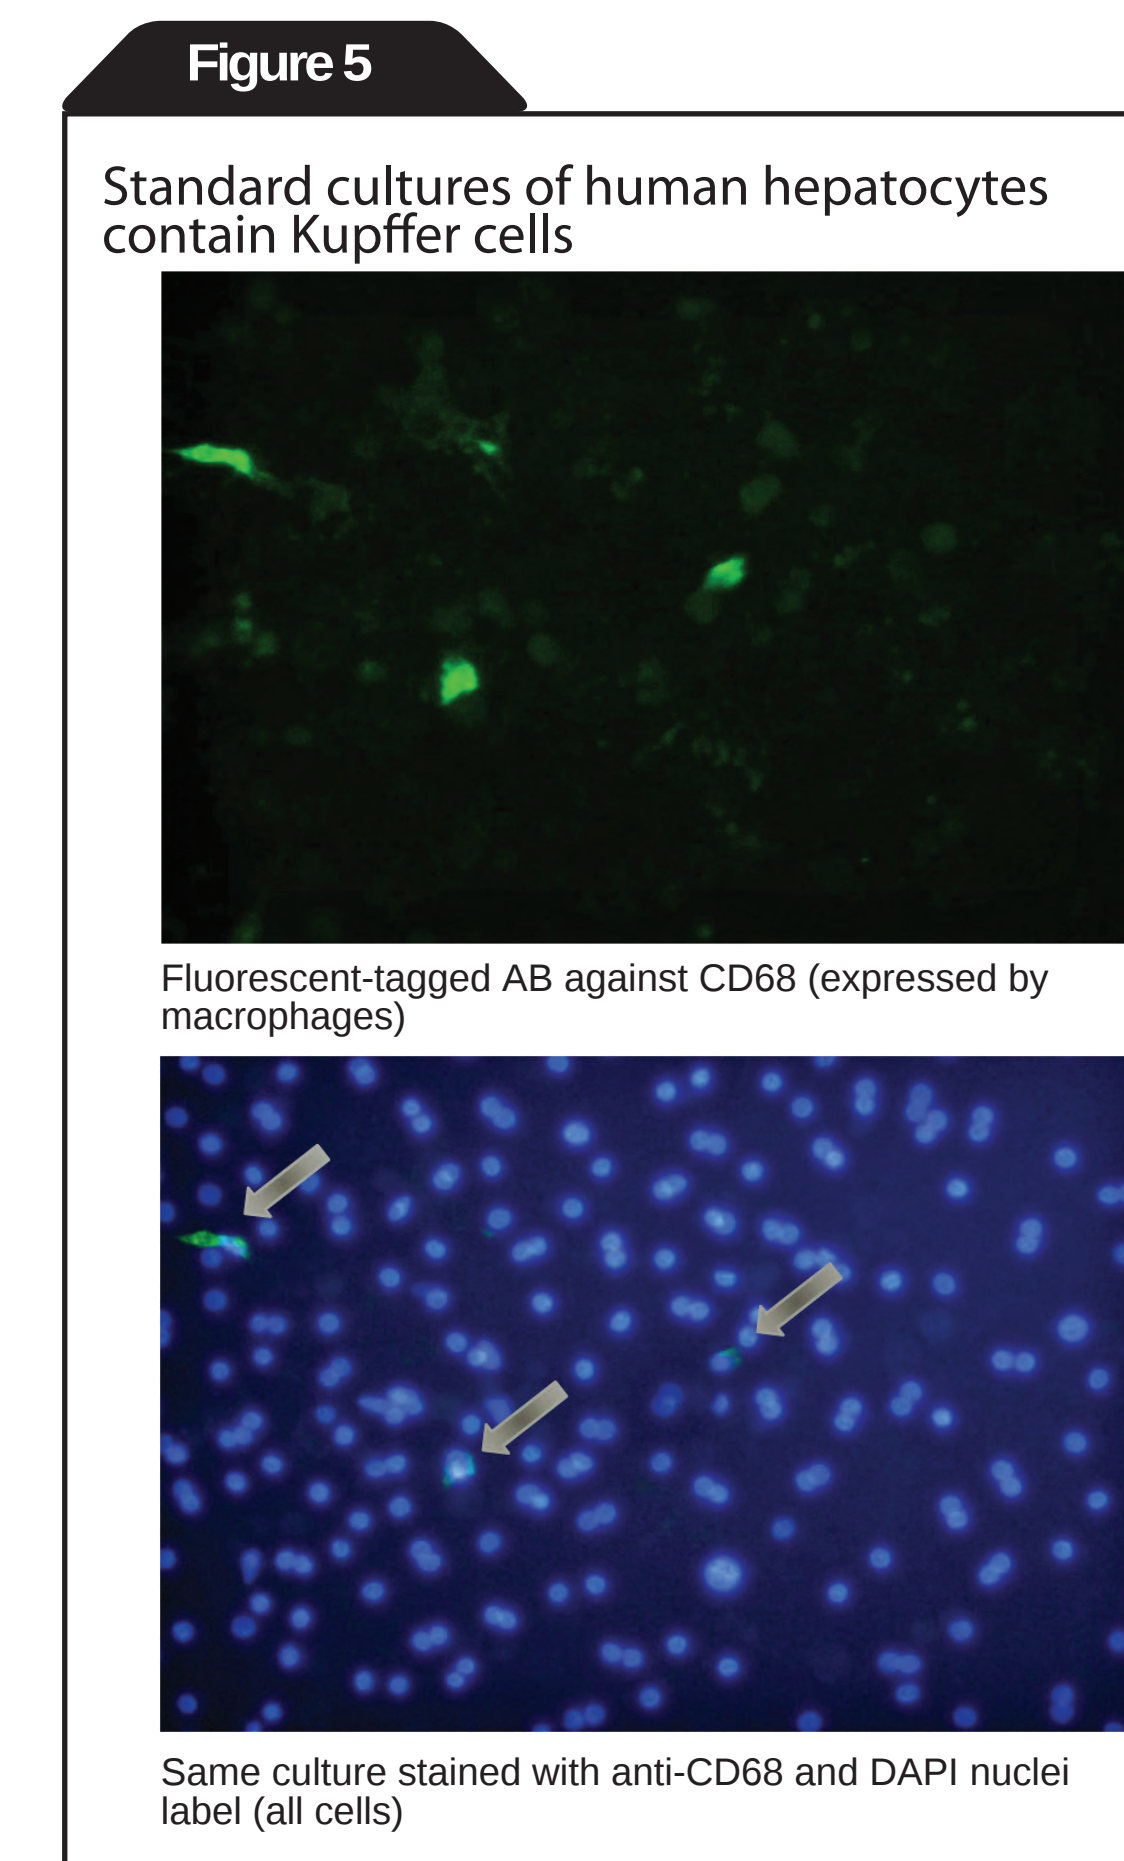 Figure 5
Standard cultures of human hepatocytes
contain Kupffer cells
Fluorescent-tagged AB against CD68 (expressed by
macrophages)
Same culture stained with anti-CD68 and DAPI nuclei
label (all cells)